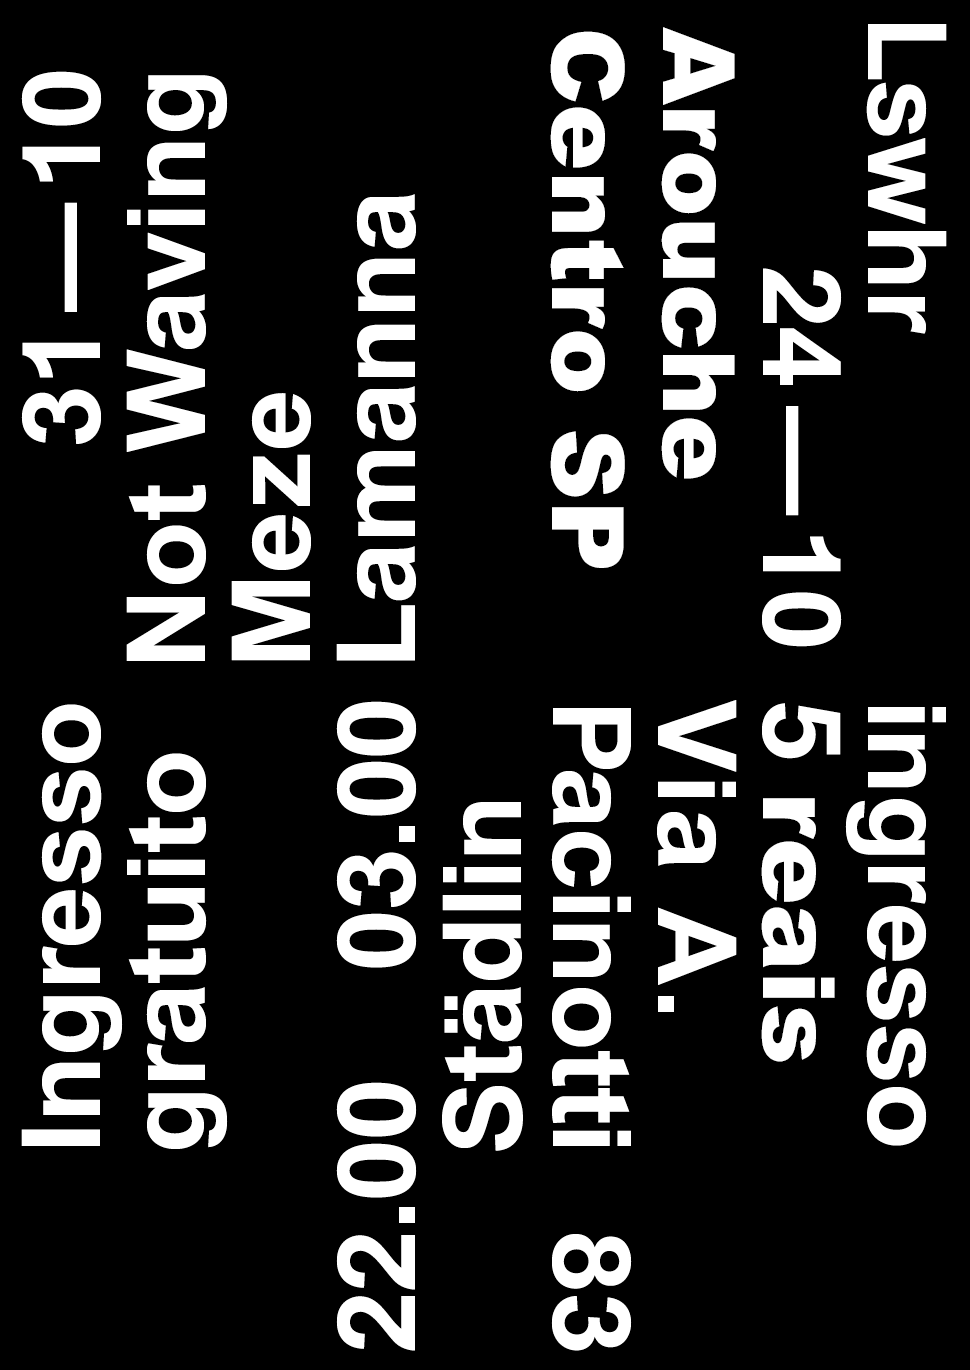 Ingresso 31—10
gratuito Not Waving
Meze
22.00 03.00 Lamanna
Städlin
Lswhr ingresso
24—10 5 reais
Arouche Via A.
Centro SP Pacinotti 83